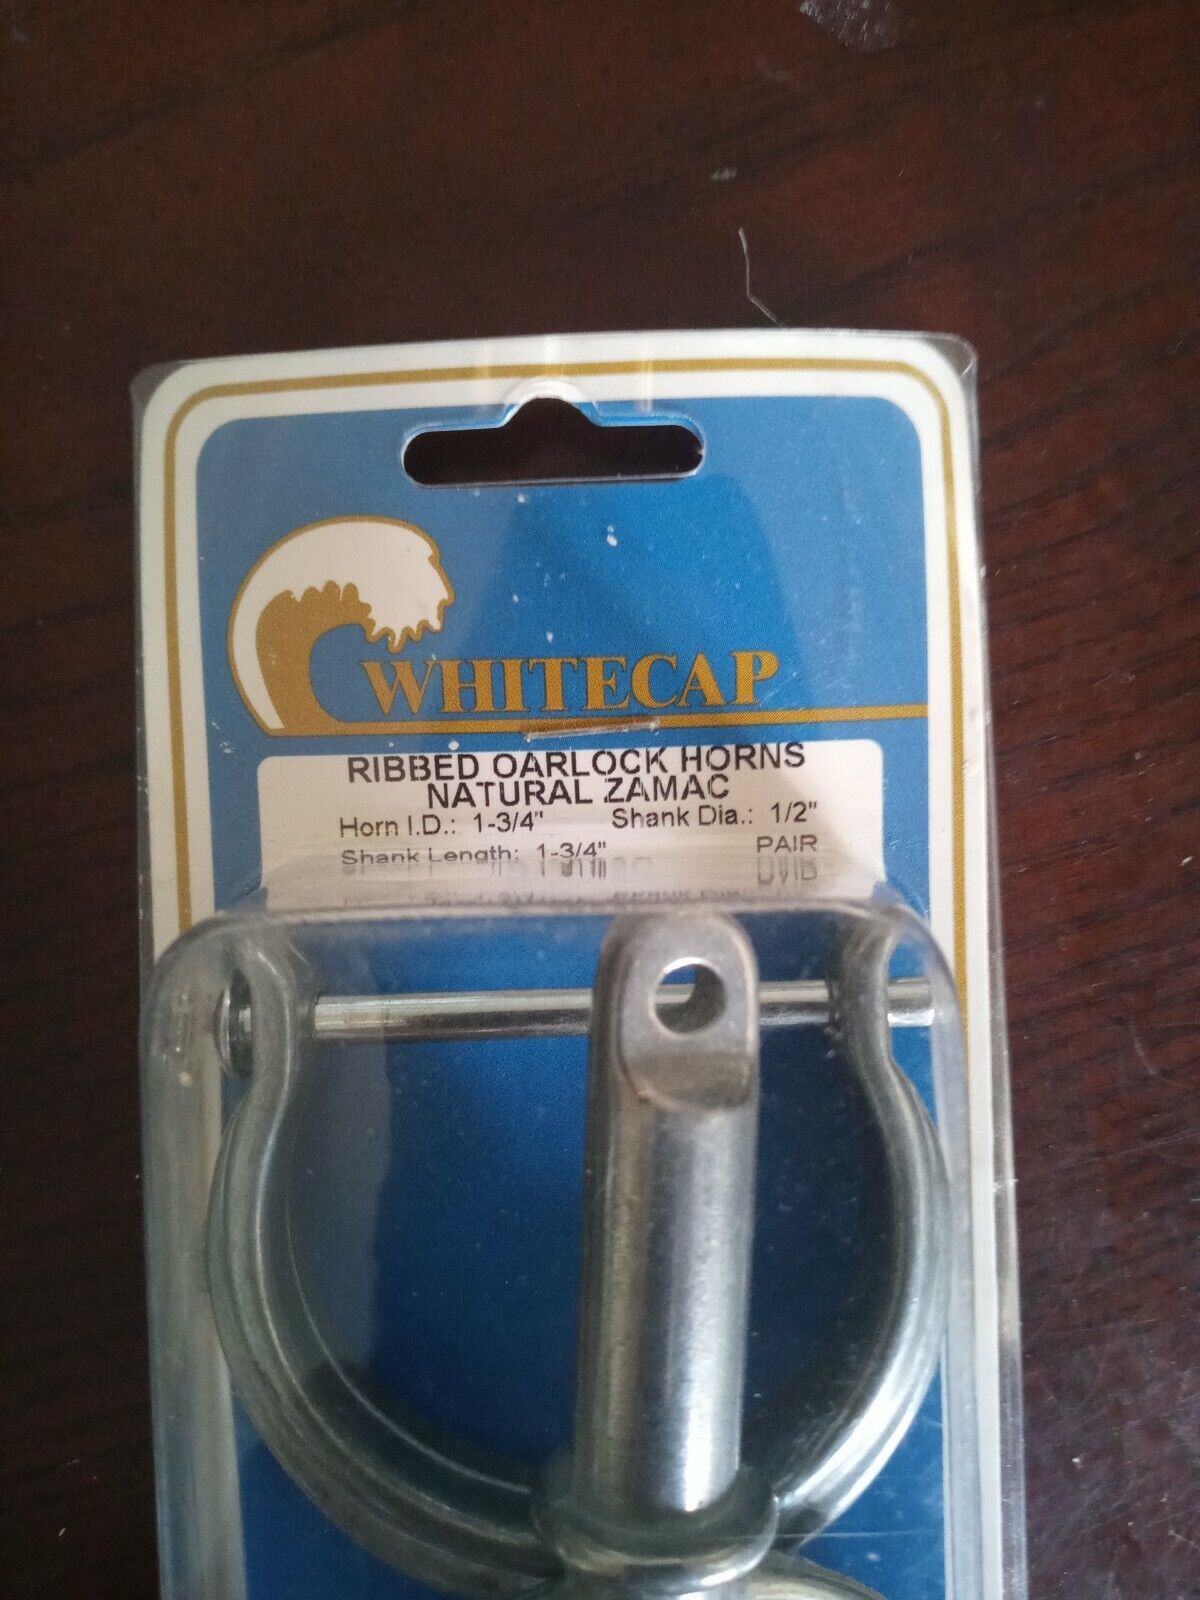 WHITECAP
RIBBED OARLOCK HORNS
NATURAL ZAMAC
Horn I.D.: 1-3/4" Shank Dia.: 1/2"
Shank Length: 1-3/4" PAIR